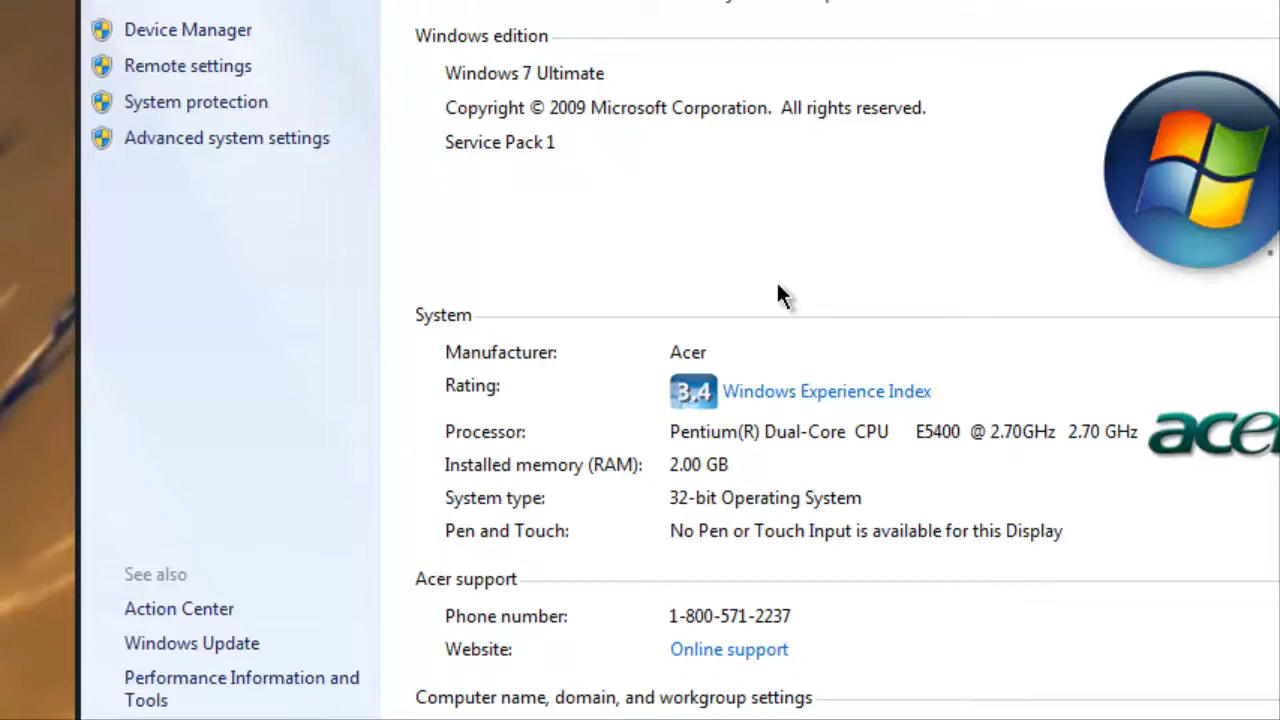 Device Manager
Remote settings
System protection
Advanced system settings
See also
Action Center
Windows Update
Performance Information and
Tools
Windows edition
Windows 7 Ultimate
Copyright © 2009 Microsoft Corporation. All rights reserved.
Service Pack 1
System
Manufacturer: Acer
Rating: 3.4 Windows Experience Index
Processor: Pentium(R) Dual-Core CPU E5400 @ 2.70GHz 2.70 GHz
Installed memory (RAM): 2.00 GB
System type: 32-bit Operating System
Pen and Touch: No Pen or Touch Input is available for this Display
acer
Acer support
Phone number: 1-800-571-2237
Website: Online support
Computer name, domain, and workgroup settings